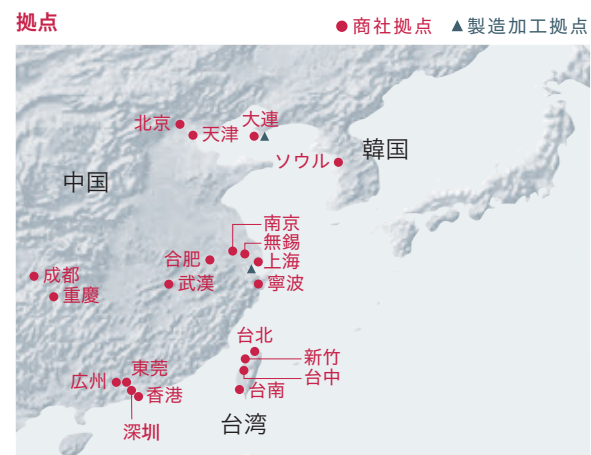 拠点
●商社拠点 ▲製造加工拠点
北京
大連
天津
ソウル
韓国
中国
南京
無錫
合肥
上海
成都
武漢
寧波
重慶
台北
新竹
東莞
台中
広州
香港
台南
深圳
台湾